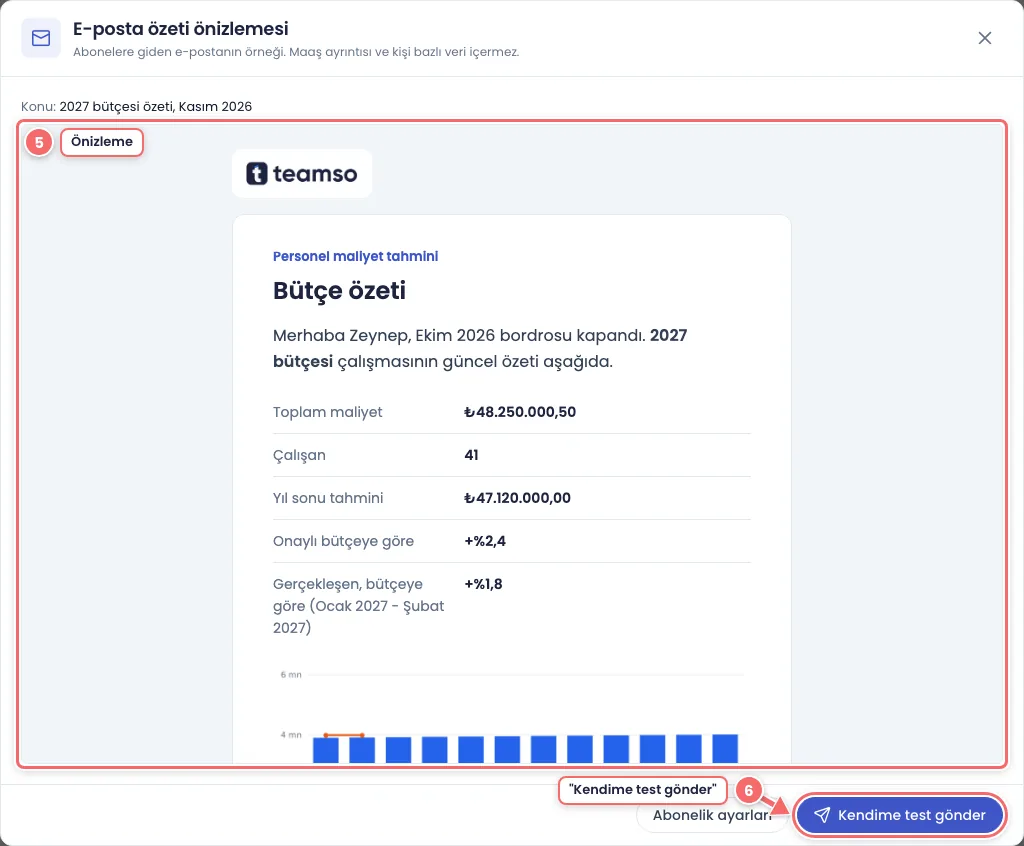 E-posta özeti önizlemesi
Abonelere giden e-postanın örneği. Maaş ayrıntısı ve kişi bazlı veri içermez.
Konu: 2027 bütçesi özeti, Kasım 2026
5
Önizleme
t teamso
Personel maliyet tahmini
Bütçe özeti
Merhaba Zeynep, Ekim 2026 bordrosu kapandı. 2027
bütçesi çalışmasının güncel özeti aşağıda.
Toplam maliyet ₺48.250.000,50
Çalışan 41
Yıl sonu tahmini ₺47.120.000,00
Onaylı bütçeye göre +%2,4
Gerçekleşen, bütçeye +%1,8
göre (Ocak 2027 - Şubat
2027)
6 mn
4 mn
"Kendime test gönder"
6
Abonelik ayarları
Kendime test gönder